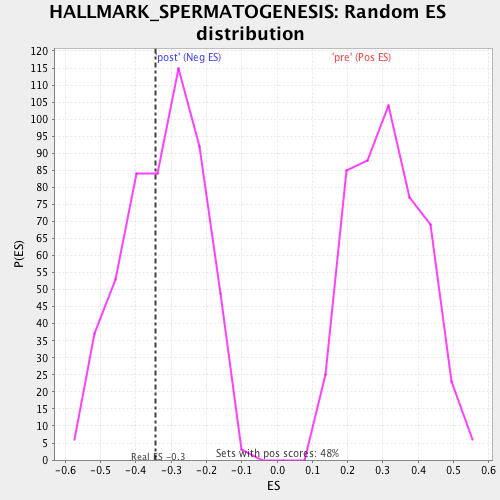 HALLMARK_SPERMATOGENESIS: Random ES
distribution
'post' (Neg ES)
'pre' (Pos ES)
P(ES)
120
115
110
105
100
95
90
85
80
75
70
65
60
55
50
45
40
35
30
25
20
15
10
5
0
Real ES -0.3
Sets with pos scores: 48%
-0.6 -0.5 -0.4 -0.3 -0.2 -0.1 0.0 0.1 0.2 0.3 0.4 0.5 0.6
ES